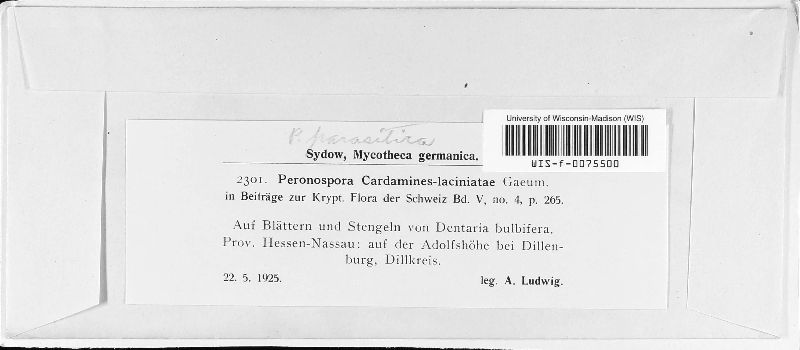 University of Wisconsin-Madison (WIS)
WIS-f-0075500
P. parasitica
Sydow, Mycotheca germanica.
2301. Peronospora Cardamines-laciniatae Gaeum.
in Beiträge zur Krypt. Flora der Schweiz Bd. V, no. 4, p. 265.
Auf Blättern und Stengeln von Dentaria bulbifera.
Prov. Hessen-Nassau: auf der Adolfshöhe bei Dillen-
burg, Dillkreis.
22. 5. 1925. leg. A. Ludwig.